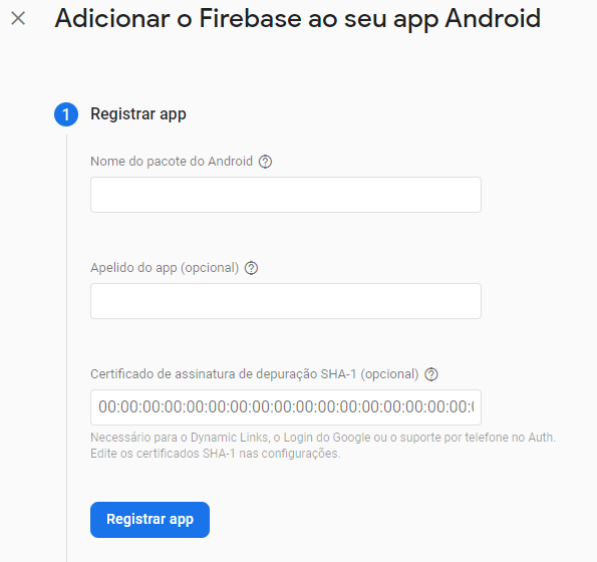 Adicionar o Firebase ao seu app Android
1 Registrar app
Nome do pacote do Android
Apelido do app (opcional)
Certificado de assinatura de depuração SHA-1 (opcional)
00:00:00:00:00:00:00:00:00:00:00:00:00:00:00:00:00:
Necessário para o Dynamic Links, o Login do Google ou o suporte por telefone no Auth.
Edite os certificados SHA-1 nas configurações.
Registrar app